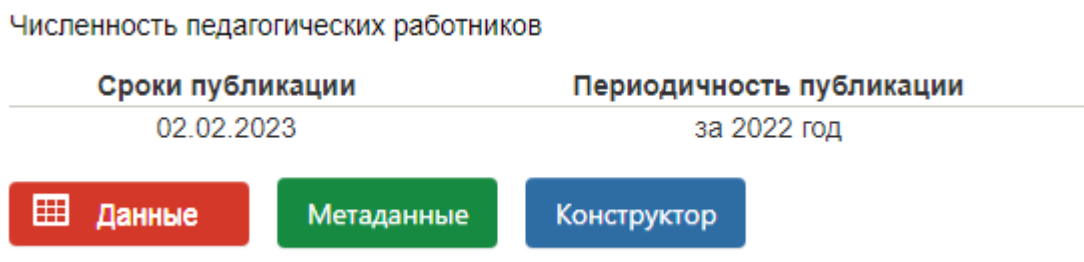 Численность педагогических работников
Сроки публикации Периодичность публикации
02.02.2023 за 2022 год
Данные Метаданные Конструктор